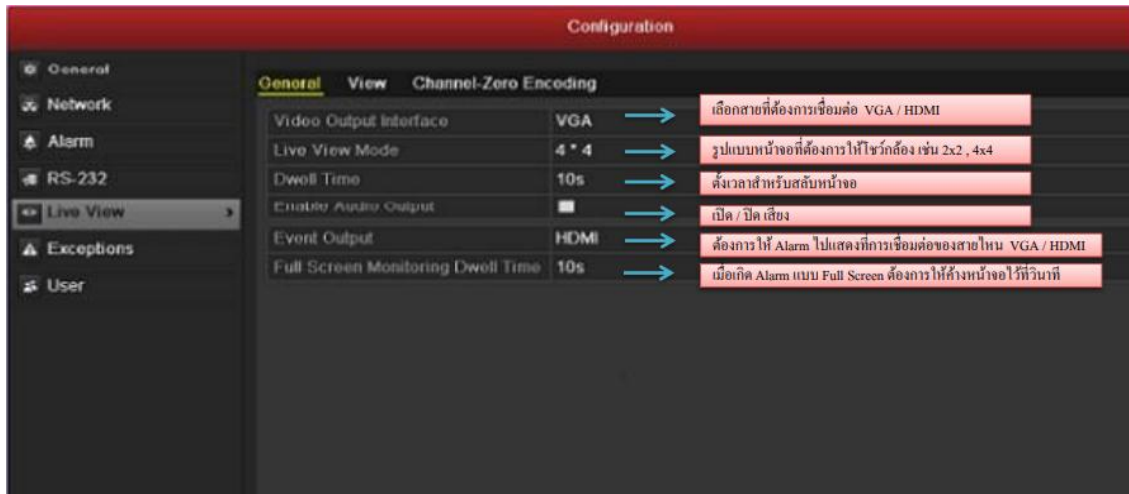 Configuration
General
Network
Alarm
RS-232
Live View
Exceptions
User
General View Channel-Zero Encoding
Video Output Interface VGA
เลือกสายที่ต้องการเชื่อมต่อ VGA / HDMI
Live View Mode 4 * 4
รูปแบบหน้าจอที่ต้องการให้โชว์กล้อง เช่น 2x2 , 4x4
Dwell Time 10s
ตั้งเวลาสำหรับสลับหน้าจอ
Enable Audio Output
เปิด / ปิด เสียง
Event Output HDMI
ต้องการให้ Alarm ไปแสดงที่การเชื่อมต่อของสายไหน VGA / HDMI
Full Screen Monitoring Dwell Time 10s
เมื่อเกิด Alarm แบบ Full Screen ต้องการให้ค้างหน้าจอไว้ที่วินาที